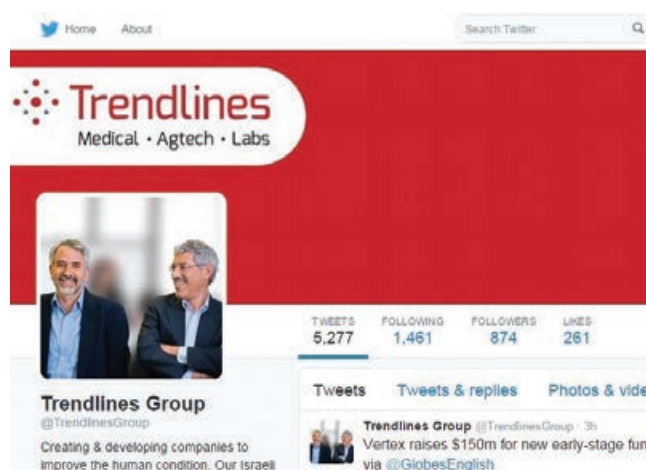 Home About Search Twitter
Trendlines
Medical • Agtech • Labs
TWEETS FOLLOWING FOLLOWERS LIKES
5,277 1,461 874 261
Tweets Tweets & replies Photos & vide
Trendlines Group
@TrendlinesGroup
Creating & developing companies to
improve the human condition. Our Israeli
Trendlines Group @TrendlinesGroup · 3h
Vertex raises $150m for new early-stage fun
via @GlobesEnglish